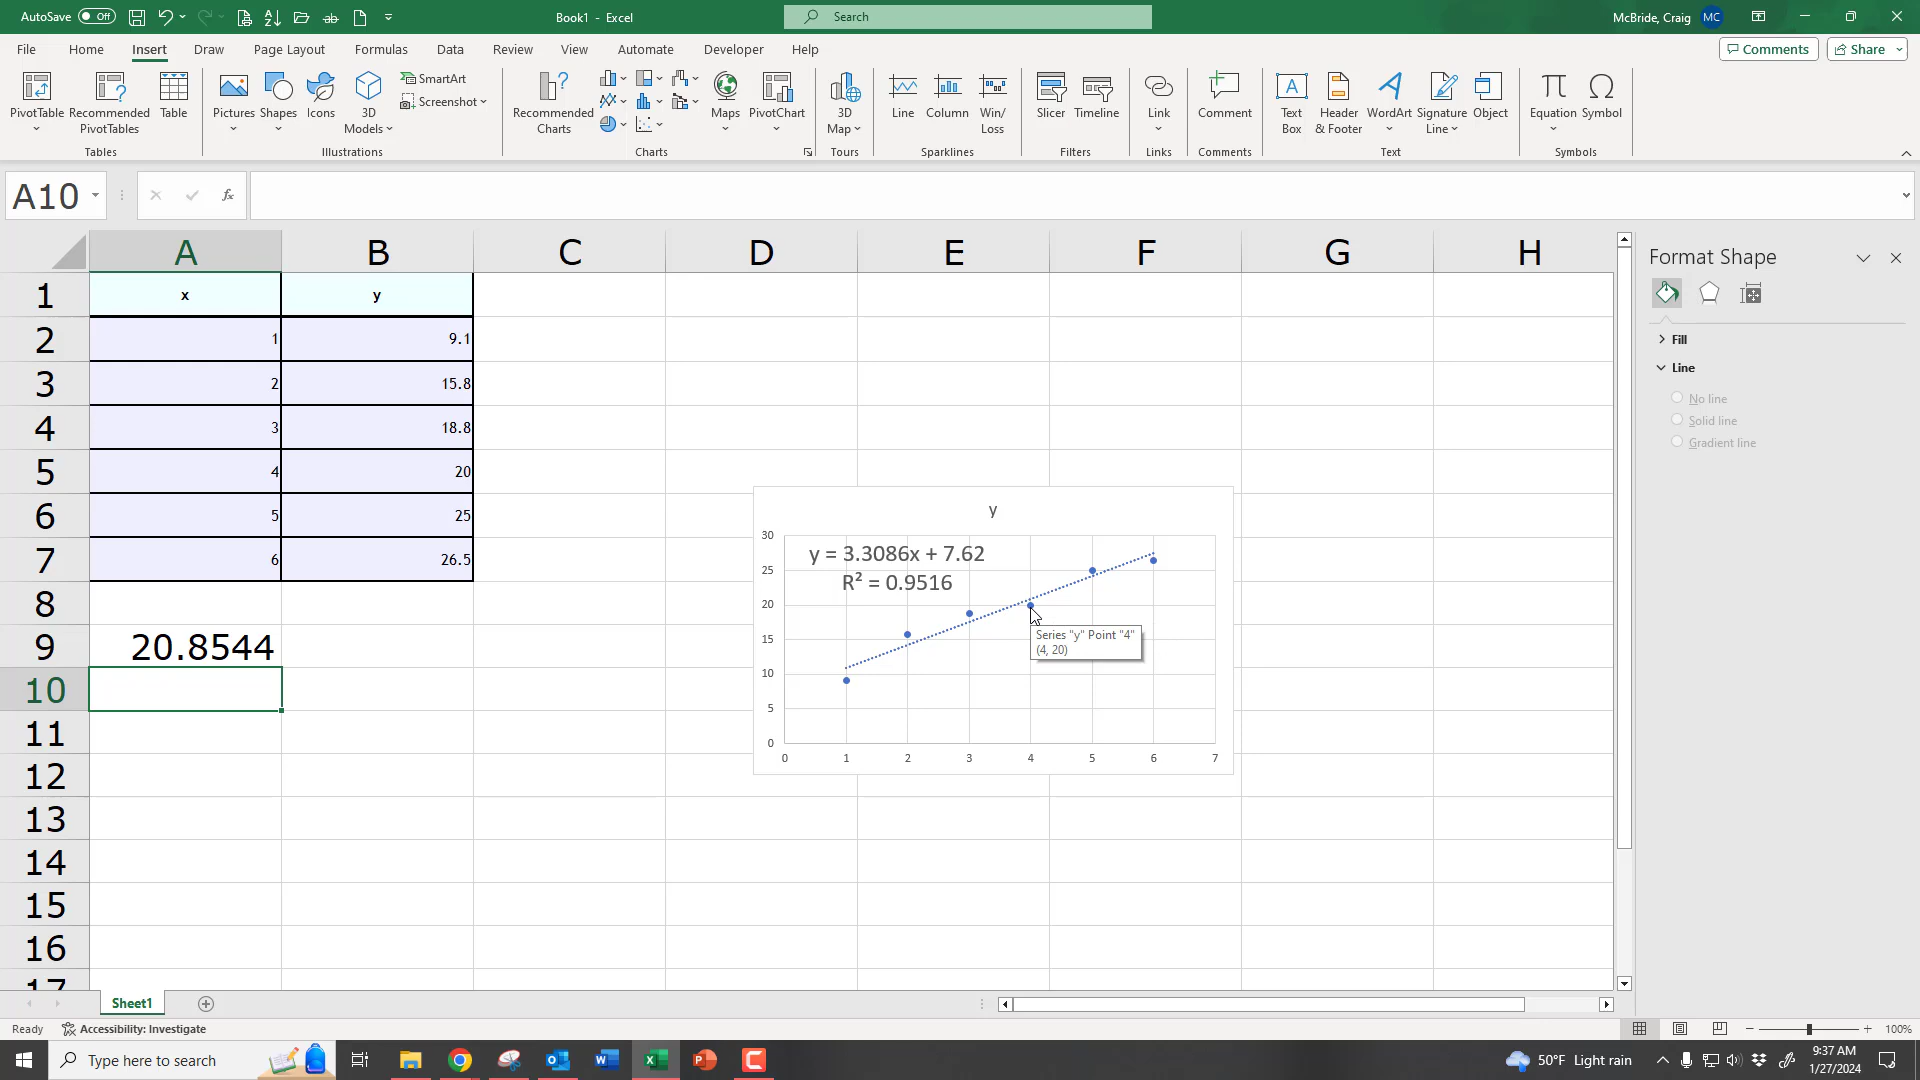 AutoSave Off Book1 - Excel Search McBride, Craig MC
File Home Insert Draw Page Layout Formulas Data Review View Automate Developer Help Comments Share
PivotTable Recommended PivotTables Table
Tables
Pictures Shapes Icons 3D Models SmartArt Screenshot
Illustrations
Recommended Charts Maps PivotChart
Charts
3D Map
Tours
Line Column Win/Loss
Sparklines
Slicer Timeline
Filters
Link
Links
Comment
Comments
Text Box Header & Footer WordArt Signature Line Object
Text
Equation Symbol
Symbols
A10 fx
A B C D E F G H
1 x y
2 1 9.1
3 2 15.8
4 3 18.8
5 4 20
6 5 25
7 6 26.5
8
9 20.8544
10
11
12
13
14
15
16
17
y
30
25
20
15
10
5
0
0 1 2 3 4 5 6 7
y = 3.3086x + 7.62
R² = 0.9516
Series "y" Point "4"
(4, 20)
Format Shape
Fill
Line
No line
Solid line
Gradient line
Sheet1
Ready Accessibility: Investigate 100%
Type here to search 50°F Light rain 9:37 AM
1/27/2024